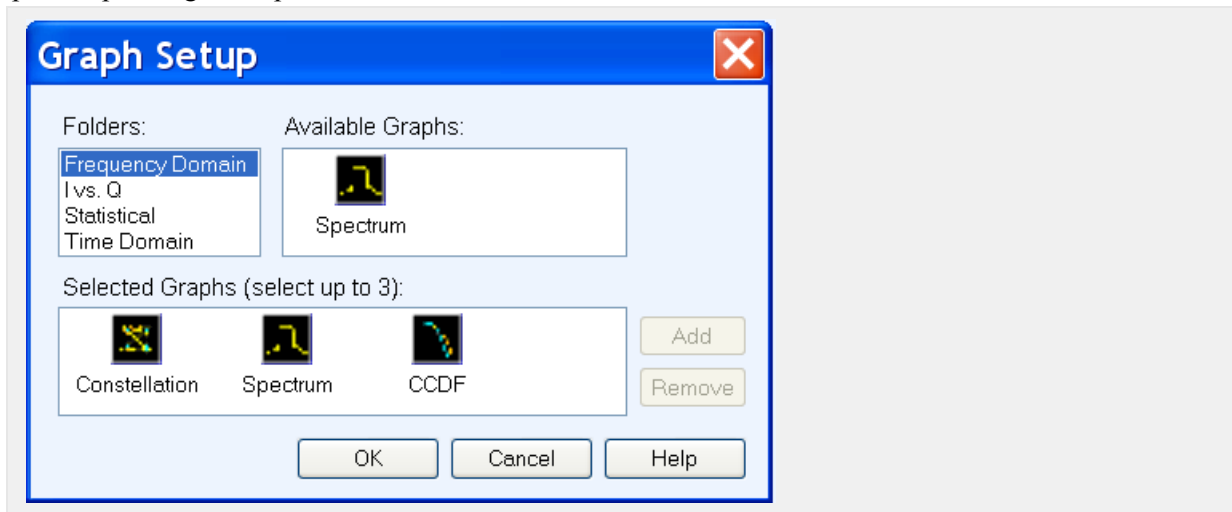 Graph Setup
Folders:
Available Graphs:
Frequency Domain
I vs. Q
Statistical
Time Domain
Spectrum
Selected Graphs (select up to 3):
Constellation
Spectrum
CCDF
Add
Remove
OK
Cancel
Help